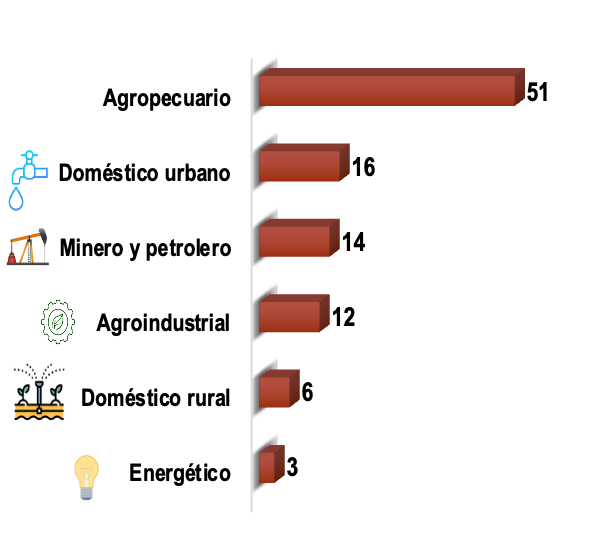 Agropecuario 51
Doméstico urbano 16
Minero y petrolero 14
Agroindustrial 12
Doméstico rural 6
Energético 3